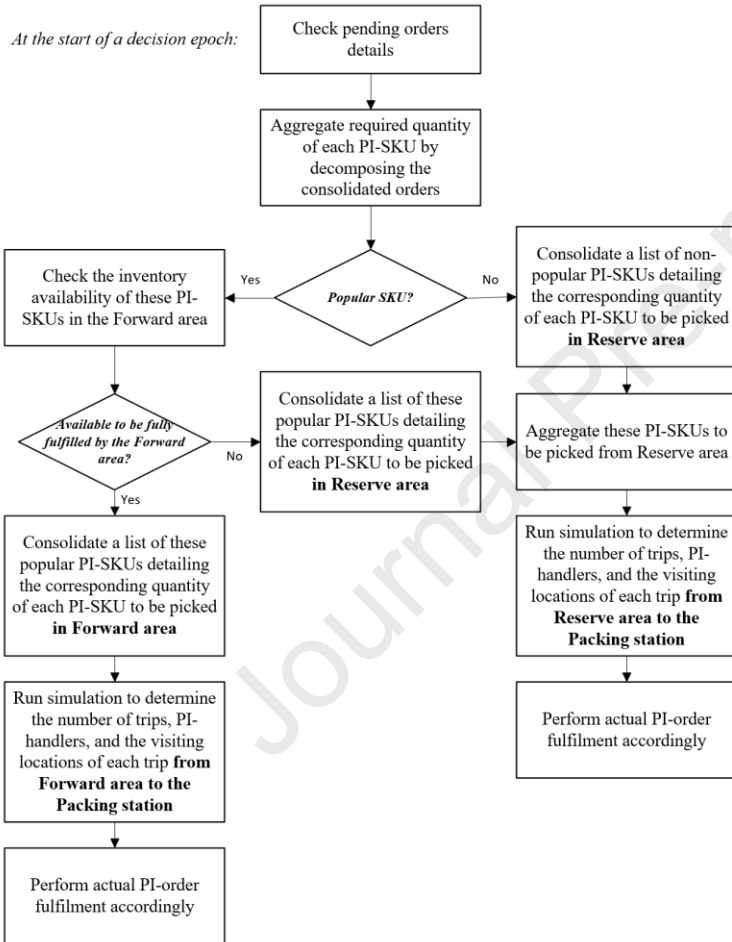 At the start of a decision epoch:
Check pending orders
details
Aggregate required quantity
of each PI-SKU by
decomposing the
consolidated orders
Popular SKU?
Yes
No
Check the inventory
availability of these PI-
SKUs in the Forward area
Consolidate a list of non-
popular PI-SKUs detailing
the corresponding quantity
of each PI-SKU to be picked
in Reserve area
Available to be fully
fulfilled by the Forward
area?
No
Yes
Consolidate a list of these
popular PI-SKUs detailing
the corresponding quantity
of each PI-SKU to be picked
in Reserve area
Aggregate these PI-SKUs to
be picked from Reserve area
Consolidate a list of these
popular PI-SKUs detailing
the corresponding quantity
of each PI-SKU to be picked
in Forward area
Run simulation to determine
the number of trips, PI-
handlers, and the visiting
locations of each trip from
Reserve area to the
Packing station
Run simulation to determine
the number of trips, PI-
handlers, and the visiting
locations of each trip from
Forward area to the
Packing station
Perform actual PI-order
fulfilment accordingly
Perform actual PI-order
fulfilment accordingly
Journal Pre-